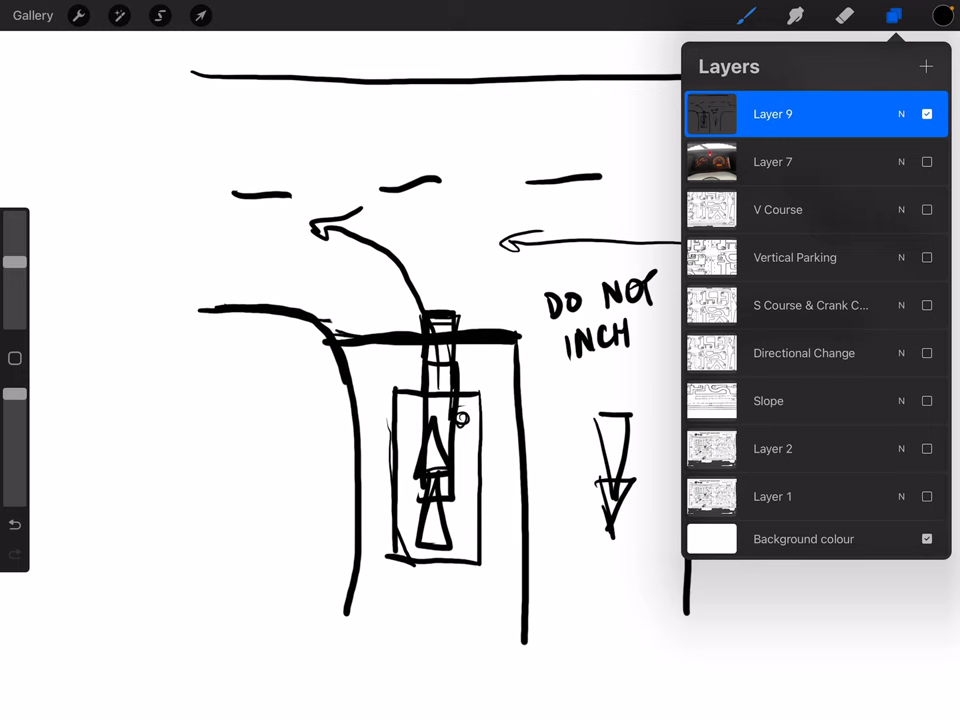 Gallery
Layers
Layer 9 N
Layer 7 N
V Course N
Vertical Parking N
S Course & Crank C... N
Directional Change N
Slope N
Layer 2 N
Layer 1 N
Background colour
DO NOT
INCH